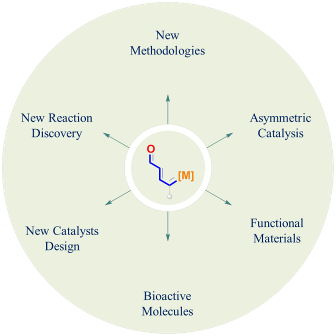 New
Methodologies
New Reaction
Discovery
Asymmetric
Catalysis
O
[M]
New Catalysts
Design
Functional
Materials
Bioactive
Molecules